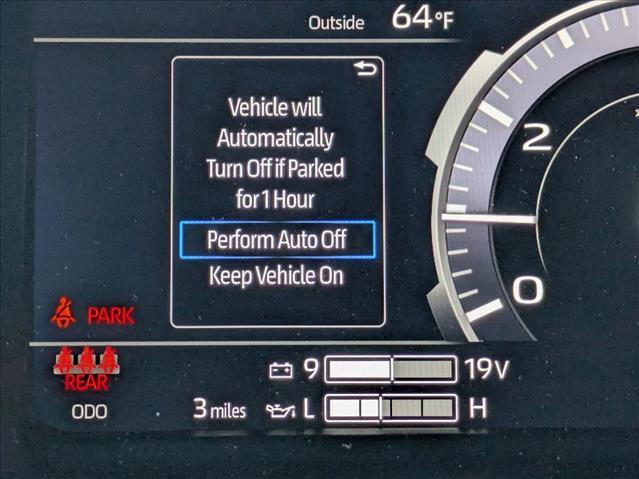 Outside 64°F
Vehicle will
Automatically
Turn Off if Parked
for 1 Hour
Perform Auto Off
Keep Vehicle On
2
0
PARK
REAR
ODO
9 19V
3 miles L H